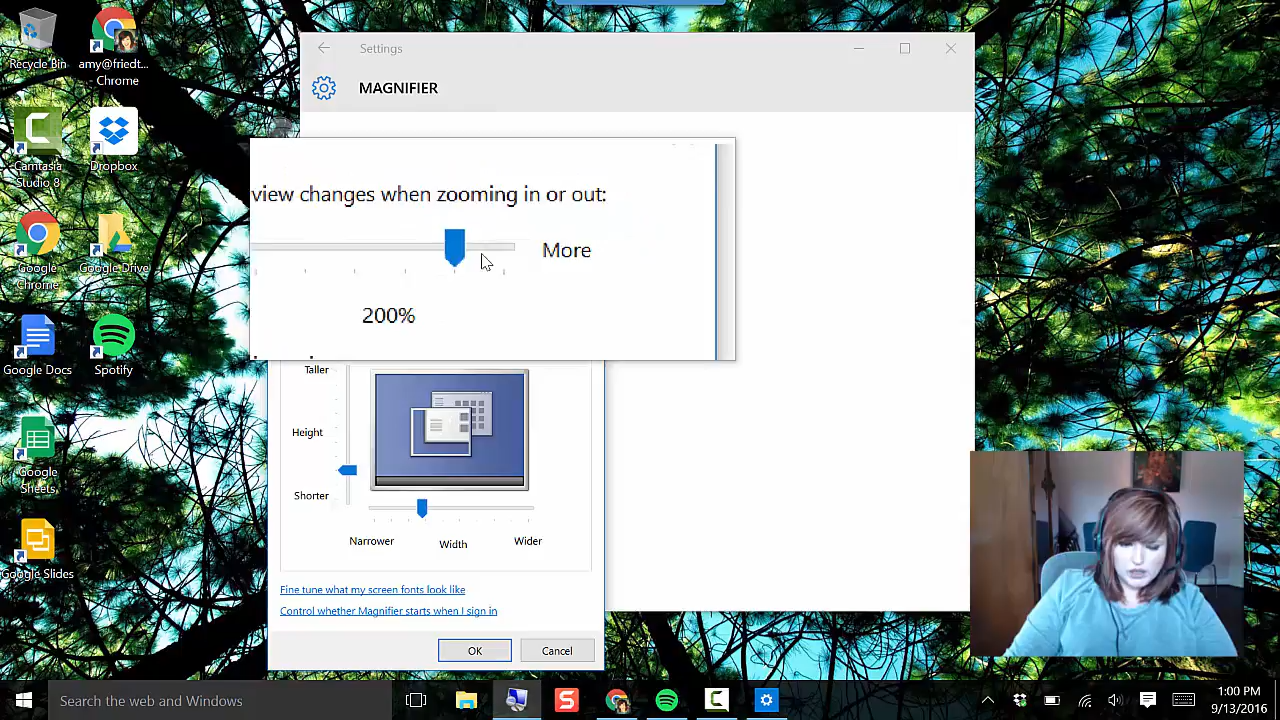 Recycle Bin
amy@friedt...
Chrome
Camtasia
Studio 8
Dropbox
Google
Chrome
Google Drive
Google Docs
Spotify
Google
Sheets
Google Slides
Settings
MAGNIFIER
view changes when zooming in or out:
More
200%
Taller
Height
Shorter
Narrower
Width
Wider
Fine tune what my screen fonts look like
Control whether Magnifier starts when I sign in
OK
Cancel
Search the web and Windows
1:00 PM
9/13/2016